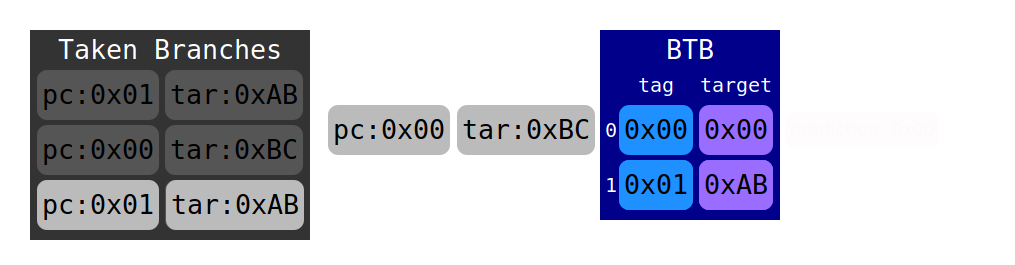 Taken Branches
pc:0x01 tar:0xAB
pc:0x00 tar:0xBC
pc:0x01 tar:0xAB
pc:0x00 tar:0xBC
BTB
tag target
0 0x00 0x00
1 0x01 0xAB